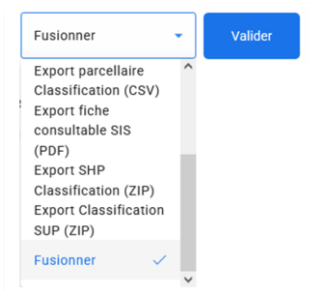 Fusionner
Valider
Export parcellaire
Classification (CSV)
Export fiche
consultable SIS
(PDF)
Export SHP
Classification (ZIP)
Export Classification
SUP (ZIP)
Fusionner